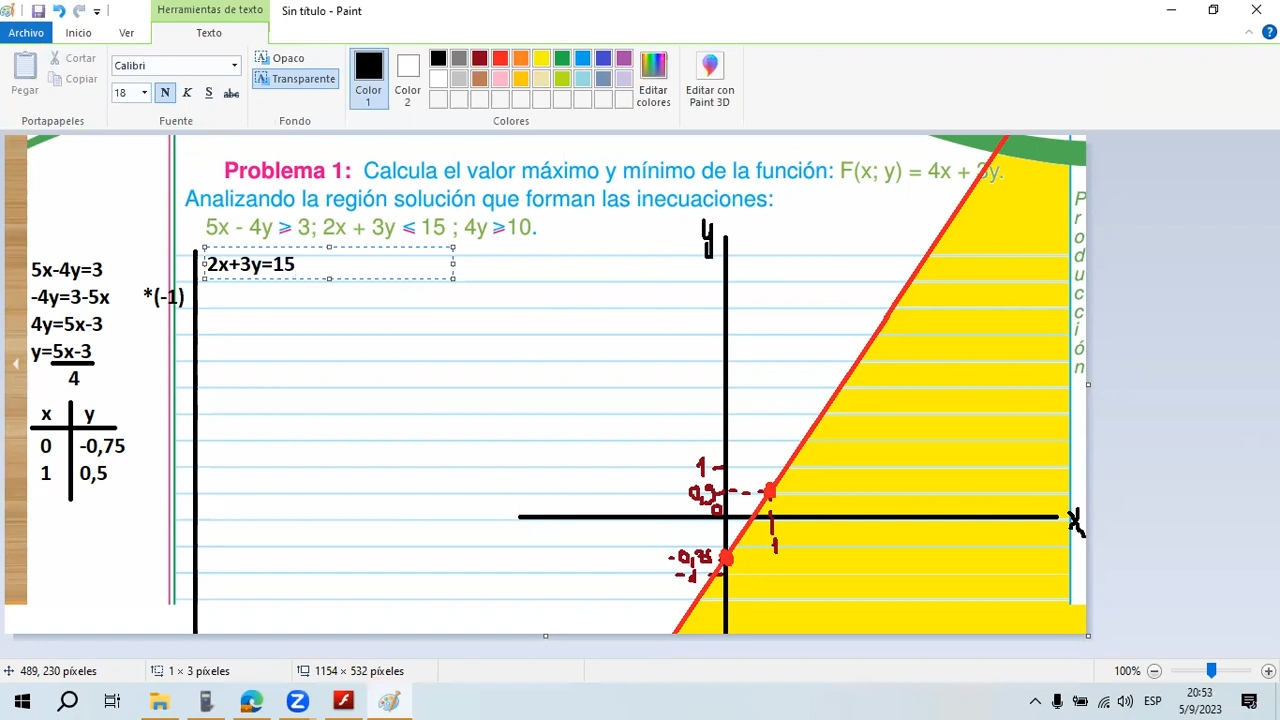 Herramientas de texto
Sin título - Paint
Archivo
Inicio
Ver
Texto
Pegar
Cortar
Copiar
Portapapeles
Calibri
18
N K S abc
Fuente
Opaco
Transparente
Fondo
Color 1
Color 2
Colores
Editar colores
Editar con Paint 3D
Problema 1: Calcula el valor máximo y mínimo de la función: F(x; y) = 4x + 3y.
Analizando la región solución que forman las inecuaciones:
5x - 4y ⩾ 3; 2x + 3y ⩽ 15 ; 4y ⩾10.
Producción
2x+3y=15
5x-4y=3
-4y=3-5x *(-1)
4y=5x-3
y=5x-3
4
x y
0 -0,75
1 0,5
y
1
0,5
0
x
1
-0,75
-1
489, 230 píxeles
1 × 3 píxeles
1154 × 532 píxeles
100%
ESP
20:53
5/9/2023